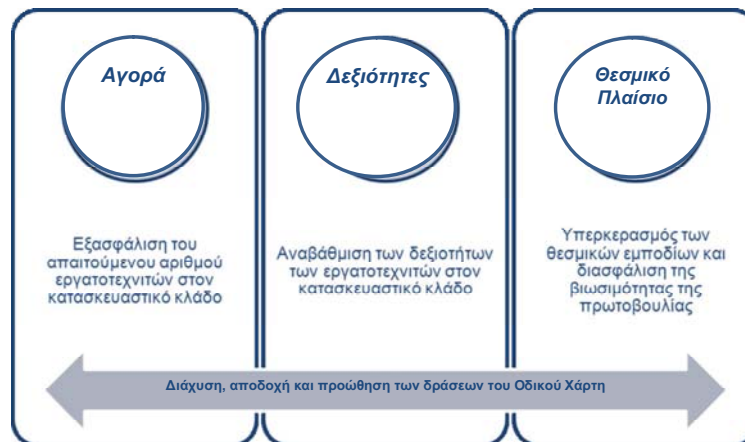 Αγορά
Εξασφάλιση του
απαιτούμενου αριθμού
εργατοτεχνιτών στον
κατασκευαστικό κλάδο
Δεξιότητες
Αναβάθμιση των δεξιοτήτων
των εργατοτεχνιτών στον
κατασκευαστικό κλάδο
Θεσμικό
Πλαίσιο
Υπερκερασμός των
θεσμικών εμποδίων και
διασφάλιση της
βιωσιμότητας της
πρωτοβουλίας
Διάχυση, αποδοχή και προώθηση των δράσεων του Οδικού Χάρτη